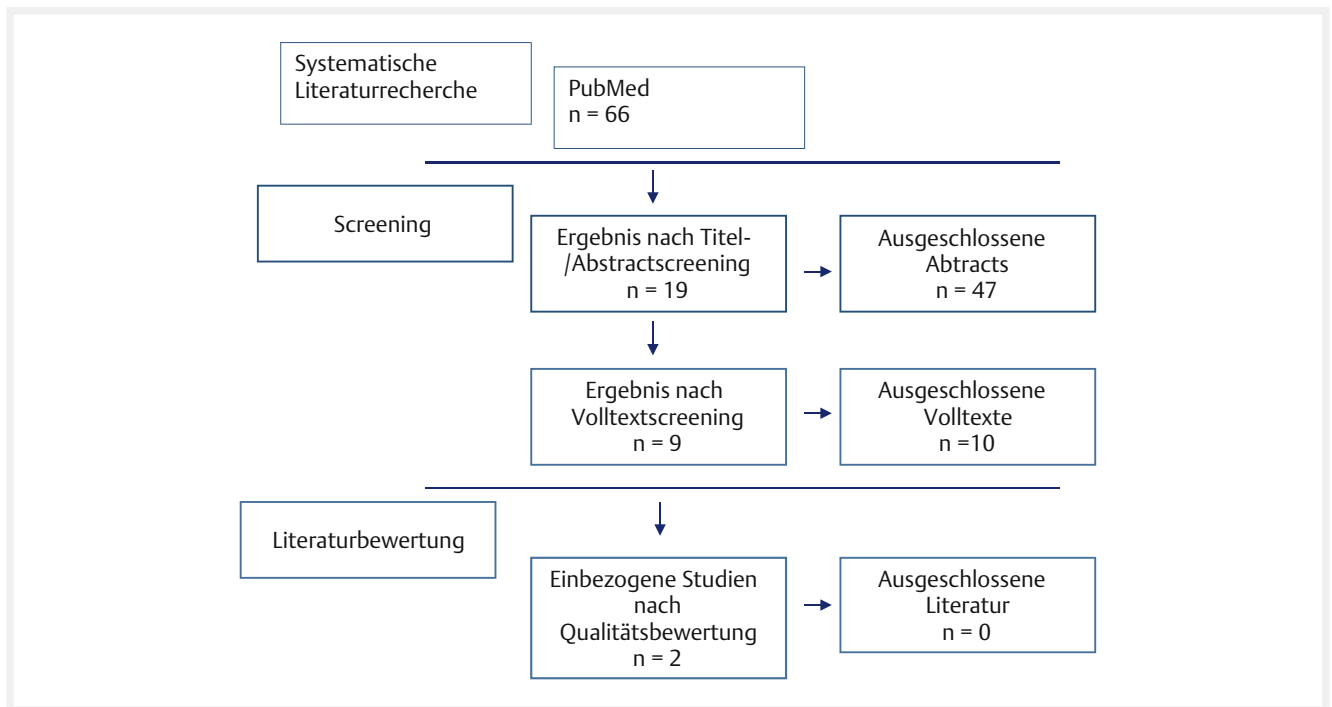 Systematische
Literaturrecherche
PubMed
n = 66
Screening
Ergebnis nach Titel-
/Abstractscreening
n = 19
Ausgeschlossene
Abtracts
n = 47
Ergebnis nach
Volltextscreening
n = 9
Ausgeschlossene
Volltexte
n =10
Literaturbewertung
Einbezogene Studien
nach
Qualitätsbewertung
n = 2
Ausgeschlossene
Literatur
n = 0